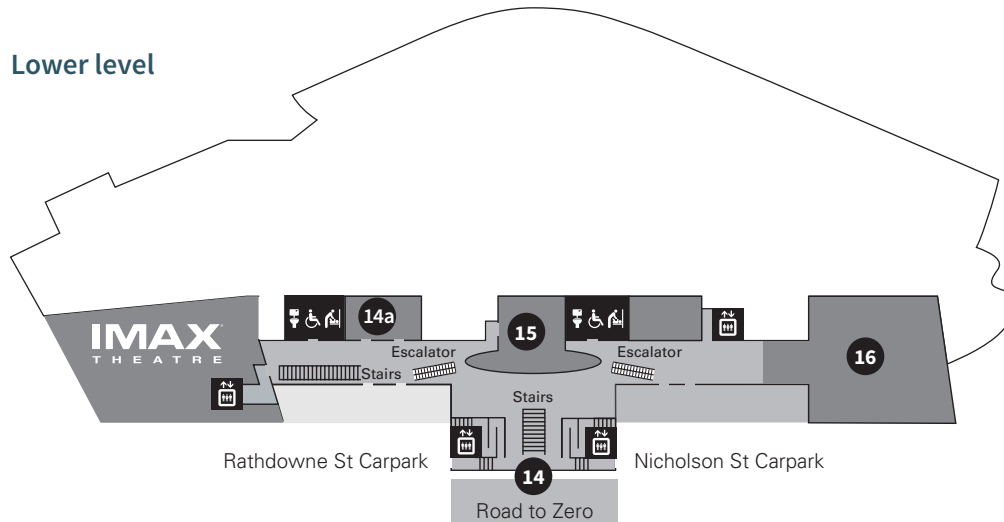 Lower level
IMAX
THEATRE
14a
15
16
Escalator
Escalator
Stairs
Stairs
Rathdowne St Carpark
Nicholson St Carpark
14
Road to Zero